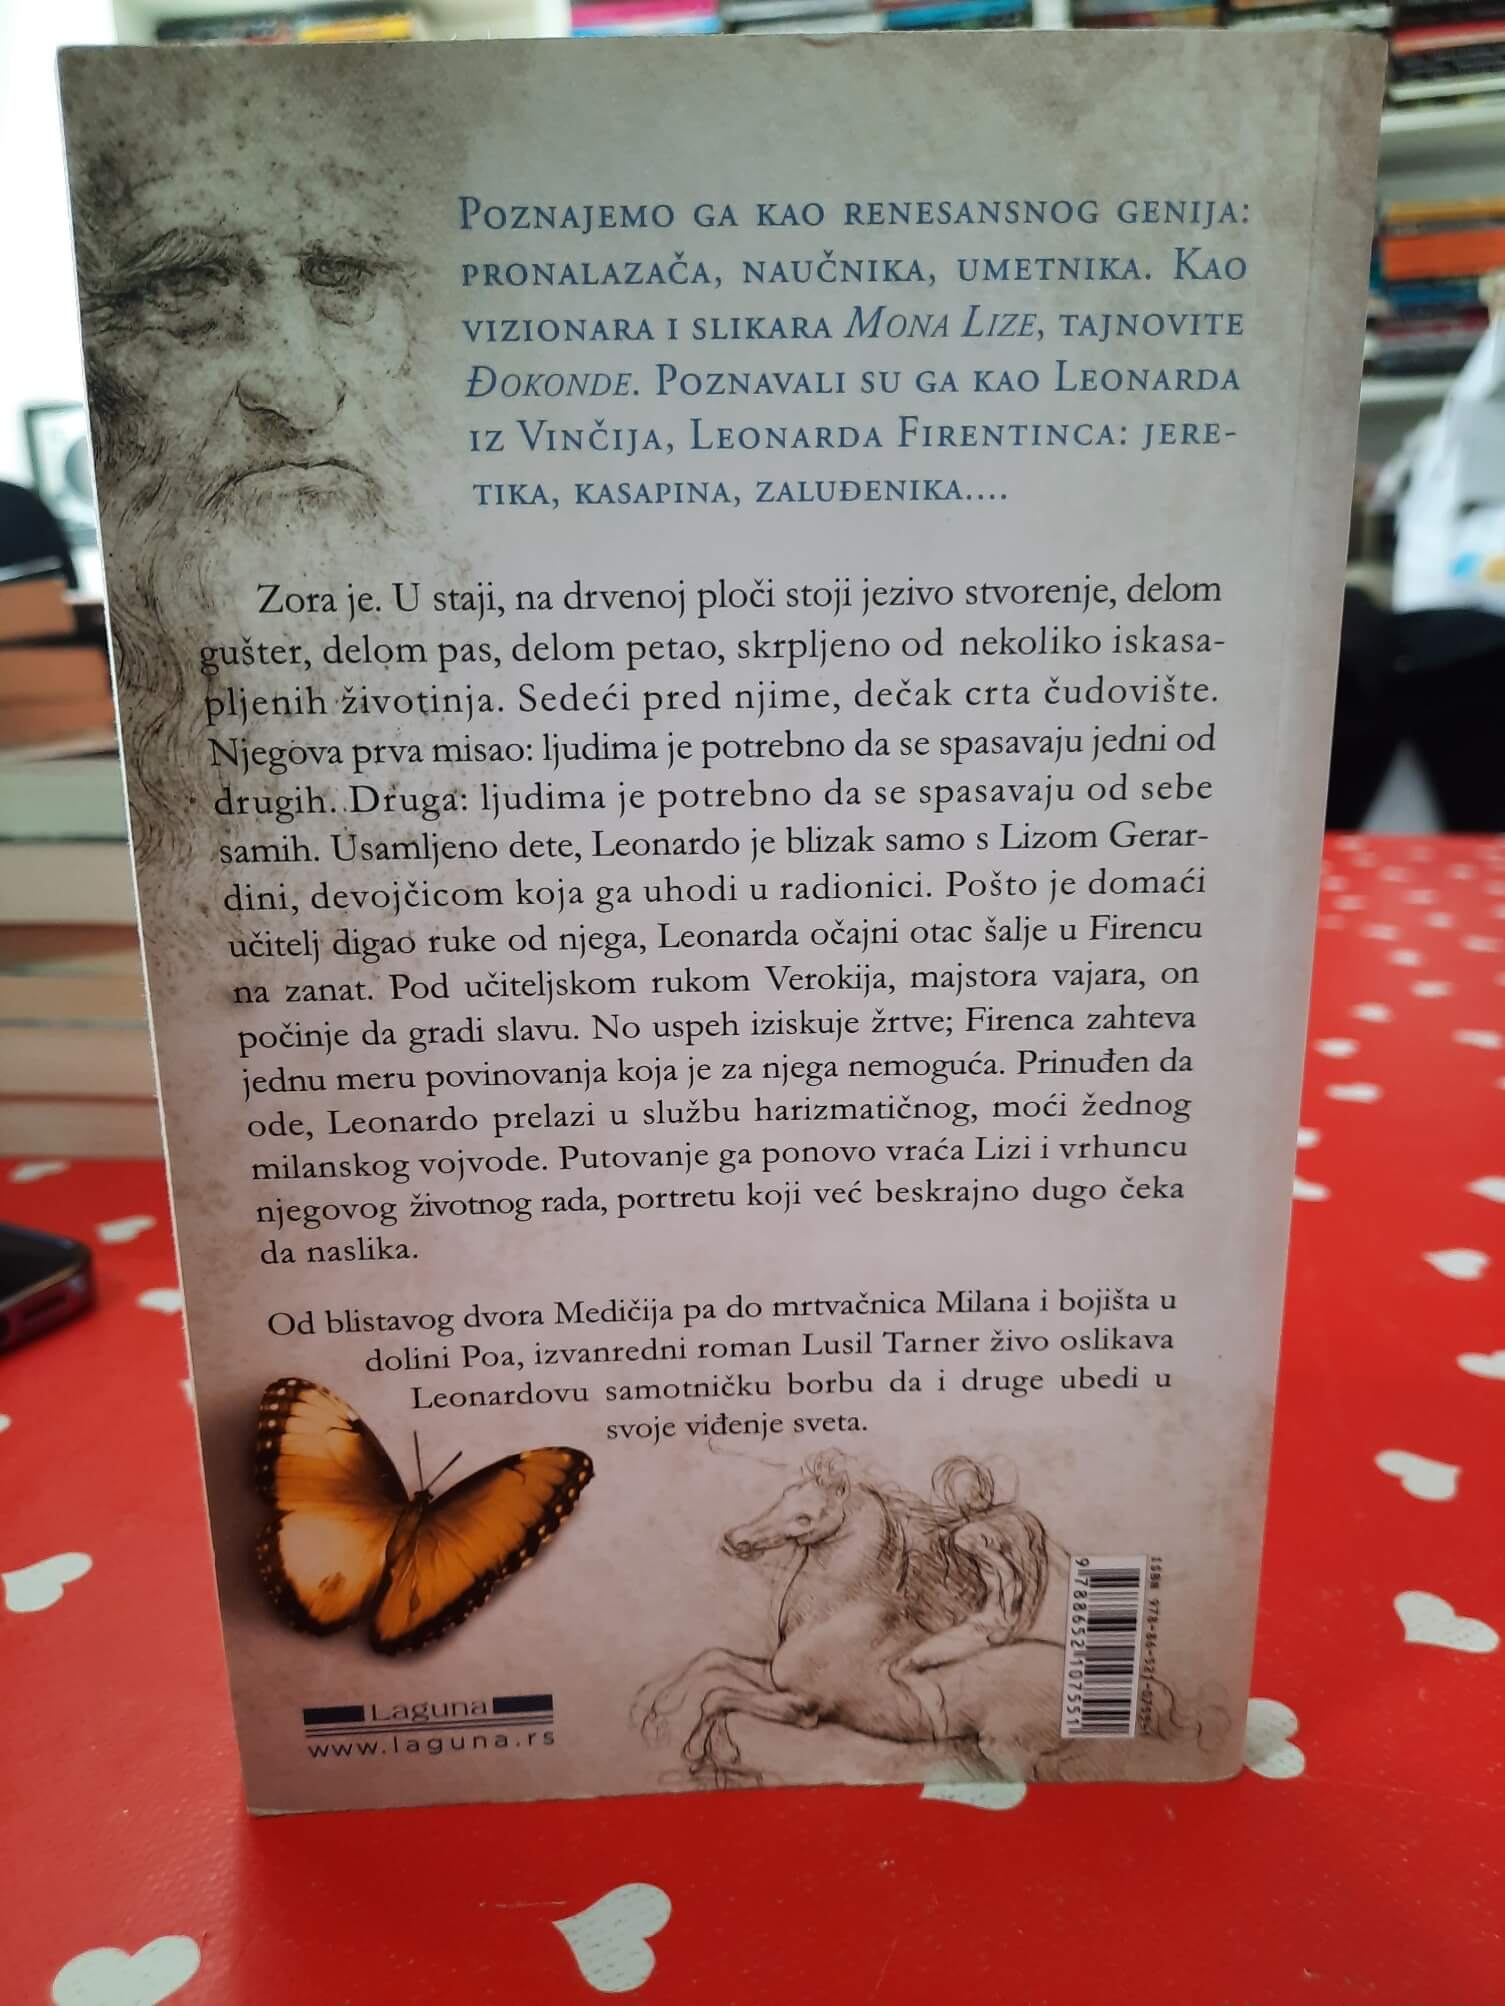 Poznajemo ga kao renesansnog genija:
pronalazača, naučnika, umetnika. Kao
vizionara i slikara Mona Lize, tajnovite
Đokonde. Poznavali su ga kao Leonarda
iz Vinčija, Leonarda Firentinca: jere-
tika, kasapina, zaluđenika....
Zora je. U staji, na drvenoj ploči stoji jezivo stvorenje, delom
gušter, delom pas, delom petao, skrpljeno od nekoliko iskasa-
pljenih životinja. Sedeći pred njime, dečak crta čudovište.
Njegova prva misao: ljudima je potrebno da se spasavaju jedni od
drugih. Druga: ljudima je potrebno da se spasavaju od sebe
samih. Usamljeno dete, Leonardo je blizak samo s Lizom Gerar-
dini, devojčicom koja ga uhodi u radionici. Pošto je domaći
učitelj digao ruke od njega, Leonarda očajni otac šalje u Firencu
na zanat. Pod učiteljskom rukom Verokija, majstora vajara, on
počinje da gradi slavu. No uspeh iziskuje žrtve; Firenca zahteva
jednu meru povinovanja koja je za njega nemoguća. Prinuđen da
ode, Leonardo prelazi u službu harizmatičnog, moći žednog
milanskog vojvode. Putovanje ga ponovo vraća Lizi i vrhuncu
njegovog životnog rada, portretu koji već beskrajno dugo čeka
da naslika.
Od blistavog dvora Medičija pa do mrtvačnica Milana i bojišta u
dolini Poa, izvanredni roman Lusil Tarner živo oslikava
Leonardovu samotničku borbu da i druge ubedi u
svoje viđenje sveta.
Laguna
www.laguna.rs
ISBN 978-86-521-0755-1
9 788652 107551